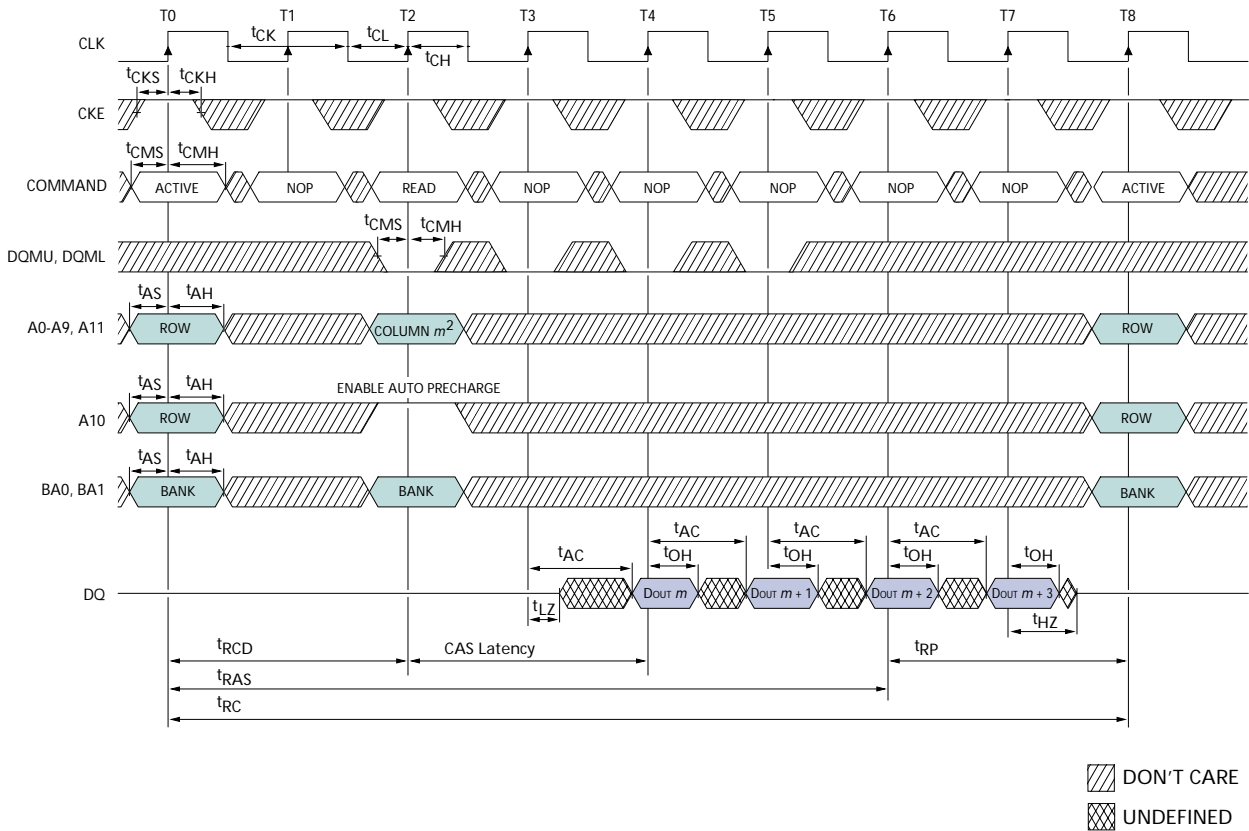 T0 T1 T2 T3 T4 T5 T6 T7 T8
CLK
tCK tCL tCH
tCKS tCKH
CKE
tCMS tCMH
COMMAND ACTIVE NOP READ NOP NOP NOP NOP NOP ACTIVE
tCMS tCMH
DQMU, DQML
tAS tAH
A0-A9, A11 ROW COLUMN m2 ROW
ENABLE AUTO PRECHARGE
tAS tAH
A10 ROW ROW
tAS tAH
BA0, BA1 BANK BANK BANK
tAC tAC tAC
tAC tOH tOH tOH tOH
DQ DOUT m DOUT m + 1 DOUT m + 2 DOUT m + 3
tLZ tHZ
tRCD CAS Latency tRP
tRAS
tRC
DON'T CARE
UNDEFINED